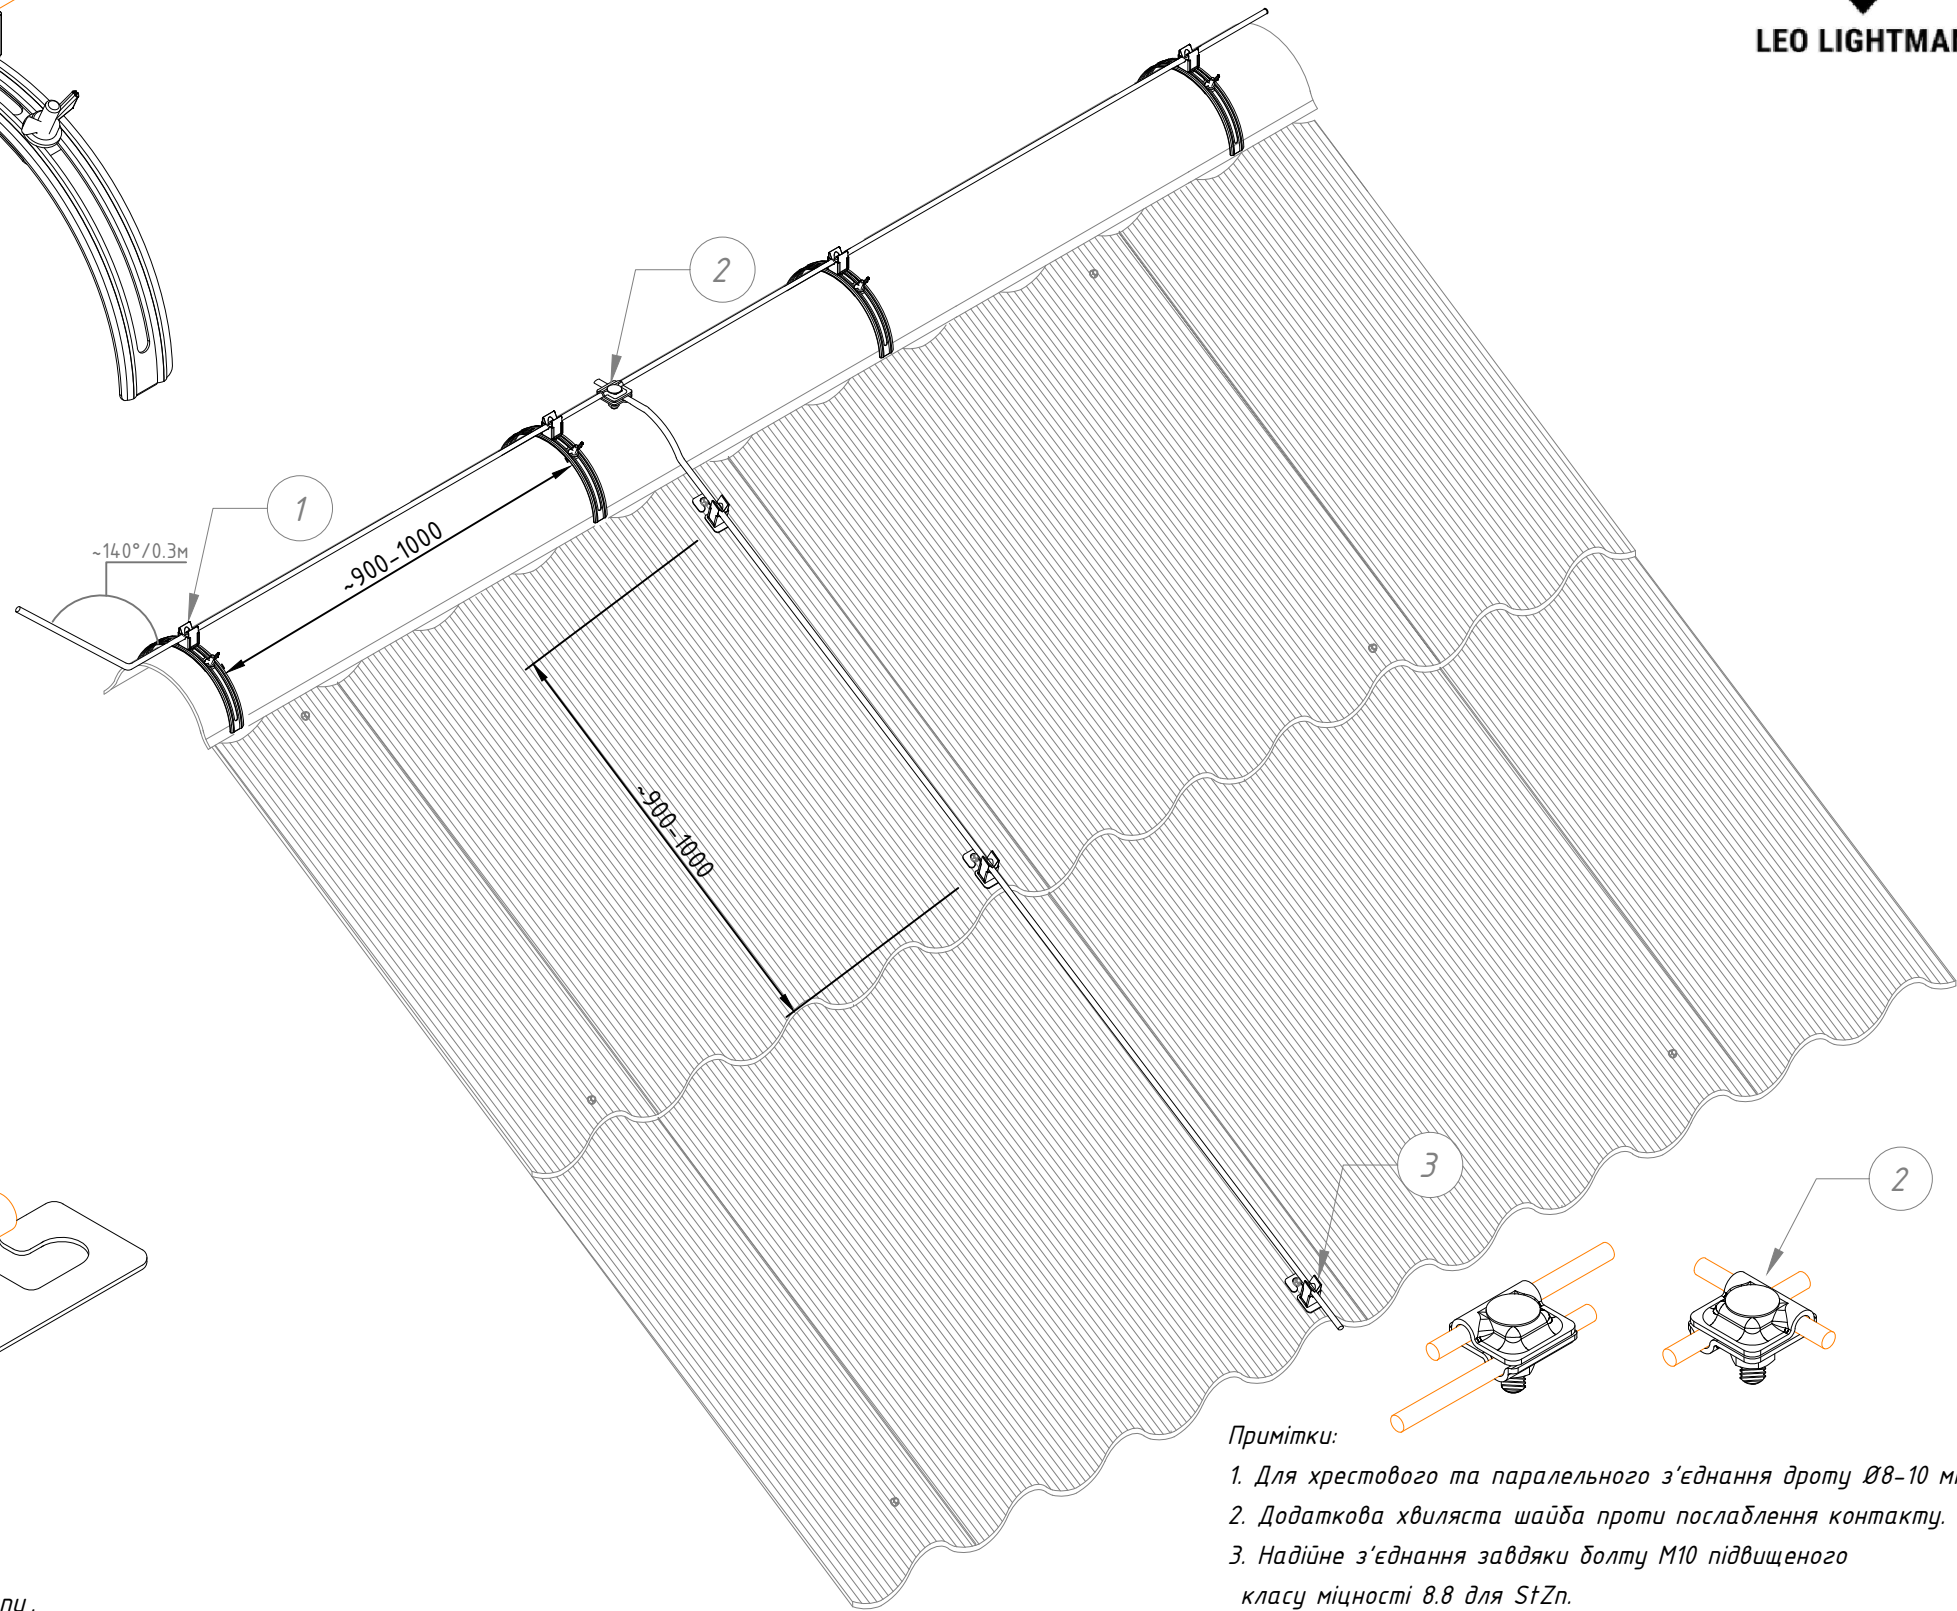 LEO LIGHTMA
2
1
~140°/0.3м
~900-1000
~900-1000
3
2
Примітки:
1. Для хрестового та паралельного з'єднання дроту Ø8-10 м
2. Додаткова хвиляста шайба проти послаблення контакту.
3. Надійне з'єднання завдяки болту М10 підвищеного
класу міцності 8.8 для StZn.